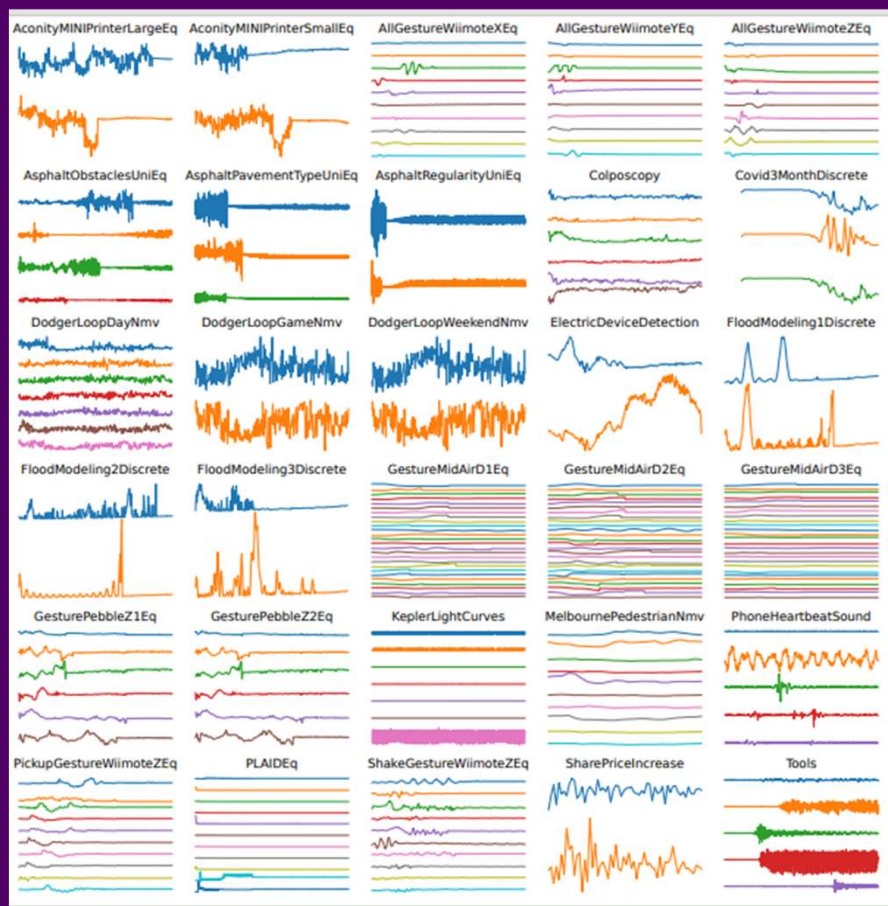 AconityMINIPrinterLargeEq AconityMINIPrinterSmallEq AllGestureWiimoteXEq AllGestureWiimoteYEq AllGestureWiimoteZEq
AsphaltObstaclesUniEq AsphaltPavementTypeUniEq AsphaltRegularityUniEq Colposcopy Covid3MonthDiscrete
DodgerLoopDayNmv DodgerLoopGameNmv DodgerLoopWeekendNmv ElectricDeviceDetection FloodModeling1Discrete
FloodModeling2Discrete FloodModeling3Discrete GestureMidAirD1Eq GestureMidAirD2Eq GestureMidAirD3Eq
GesturePebbleZ1Eq GesturePebbleZ2Eq KeplerLightCurves MelbournePedestrianNmv PhoneHeartbeatSound
PickupGestureWiimoteZEq PLAIDEq ShakeGestureWiimoteZEq SharePriceIncrease Tools